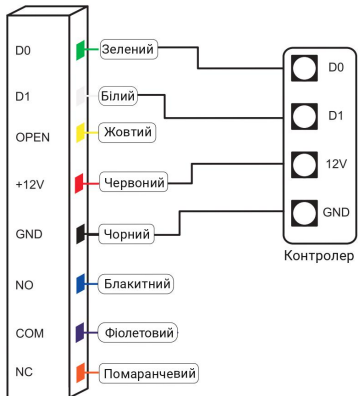 D0 Зелений D0
D1 Білий D1
OPEN Жовтий
+12V Червоний 12V
GND Чорний GND
Контролер
NO Блакитний
COM Фіолетовий
NC Помаранчевий